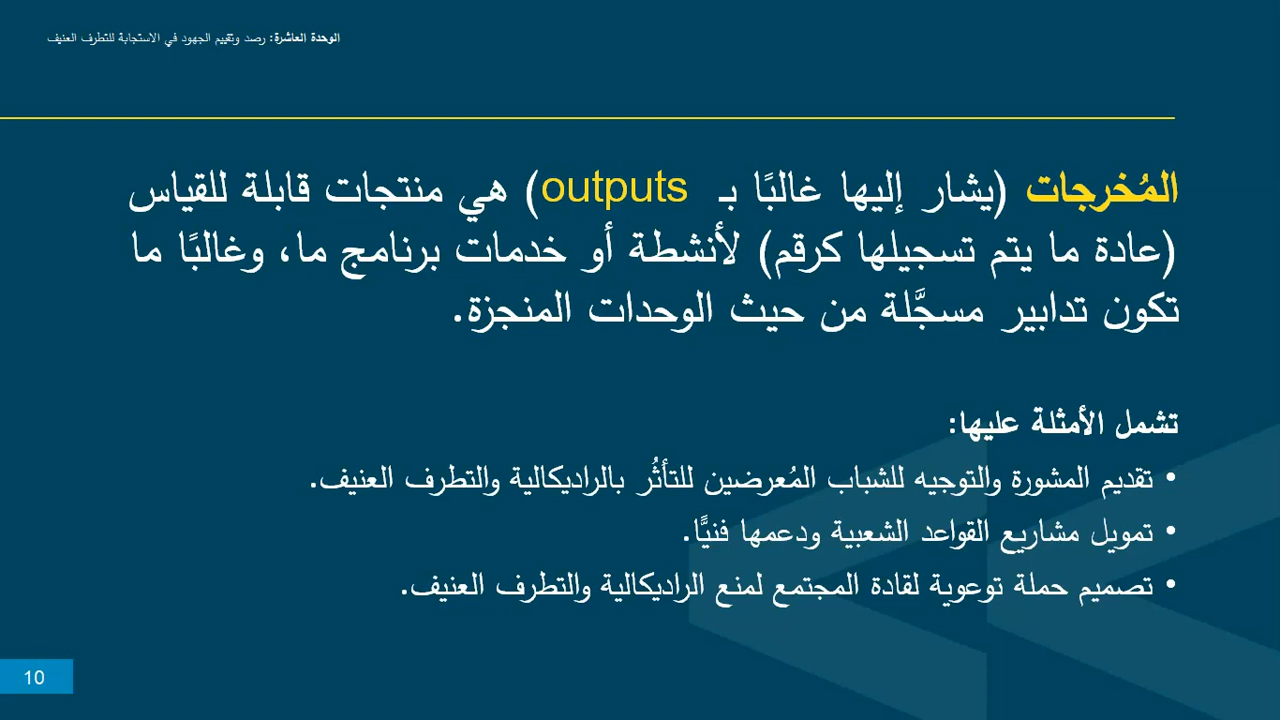 الوحدة العاشرة: رصد وتقييم الجهود في الاستجابة للتطرف العنيف
المُخرجات (يشار إليها غالبًا بـ outputs) هي منتجات قابلة للقياس
(عادة ما يتم تسجيلها كرقم) لأنشطة أو خدمات برنامج ما، وغالبًا ما
تكون تدابير مسجَّلة من حيث الوحدات المنجزة.
تشمل الأمثلة عليها:
• تقديم المشورة والتوجيه للشباب المُعرضين للتأثُر بالراديكالية والتطرف العنيف.
• تمويل مشاريع القواعد الشعبية ودعمها فنيًّا.
• تصميم حملة توعوية لقادة المجتمع لمنع الراديكالية والتطرف العنيف.
10